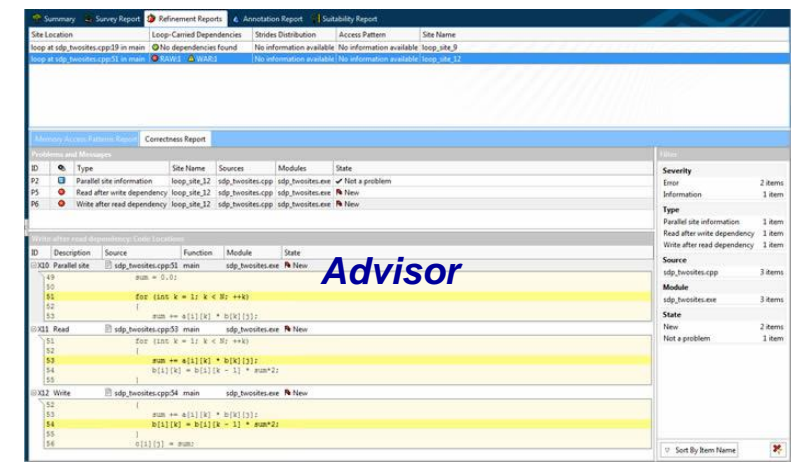 Summary Survey Report Refinement Reports Annotation Report Suitability Report
Site Location Loop-Carried Dependencies Strides Distribution Access Pattern Site Name
loop at sdp_twosites.cpp:19 in main No dependencies found No information available No information available loop_site_9
loop at sdp_twosites.cpp:51 in main RAW:1 WAR:1 No information available No information available loop_site_12
Memory Access Patterns Report Correctness Report
Problems and Messages
ID Type Site Name Sources Modules State
P2 Parallel site information loop_site_12 sdp_twosites.cpp sdp_twosites.exe Not a problem
P5 Read after write dependency loop_site_12 sdp_twosites.cpp sdp_twosites.exe New
P6 Write after read dependency loop_site_12 sdp_twosites.cpp sdp_twosites.exe New
Write after read dependency: Code Locations
ID Description Source Function Module State
X10 Parallel site sdp_twosites.cpp:51 main sdp_twosites.exe New
49 sum = 0.0;
50
51 for (int k = 1; k < N; ++k)
52 {
53 sum += a[i][k] * b[k][j];
X11 Read sdp_twosites.cpp:53 main sdp_twosites.exe New
51 for (int k = 1; k < N; ++k)
52 {
53 sum += a[i][k] * b[k][j];
54 b[i][k] = b[i][k - 1] * sum*2;
55 }
X12 Write sdp_twosites.cpp:54 main sdp_twosites.exe New
52 {
53 sum += a[i][k] * b[k][j];
54 b[i][k] = b[i][k - 1] * sum*2;
55 }
56 c[i][j] = sum;
Advisor
Filter
Severity
Error 2 items
Information 1 item
Type
Parallel site information 1 item
Read after write dependency 1 item
Write after read dependency 1 item
Source
sdp_twosites.cpp 3 items
Module
sdp_twosites.exe 3 items
State
New 2 items
Not a problem 1 item
Sort By Item Name